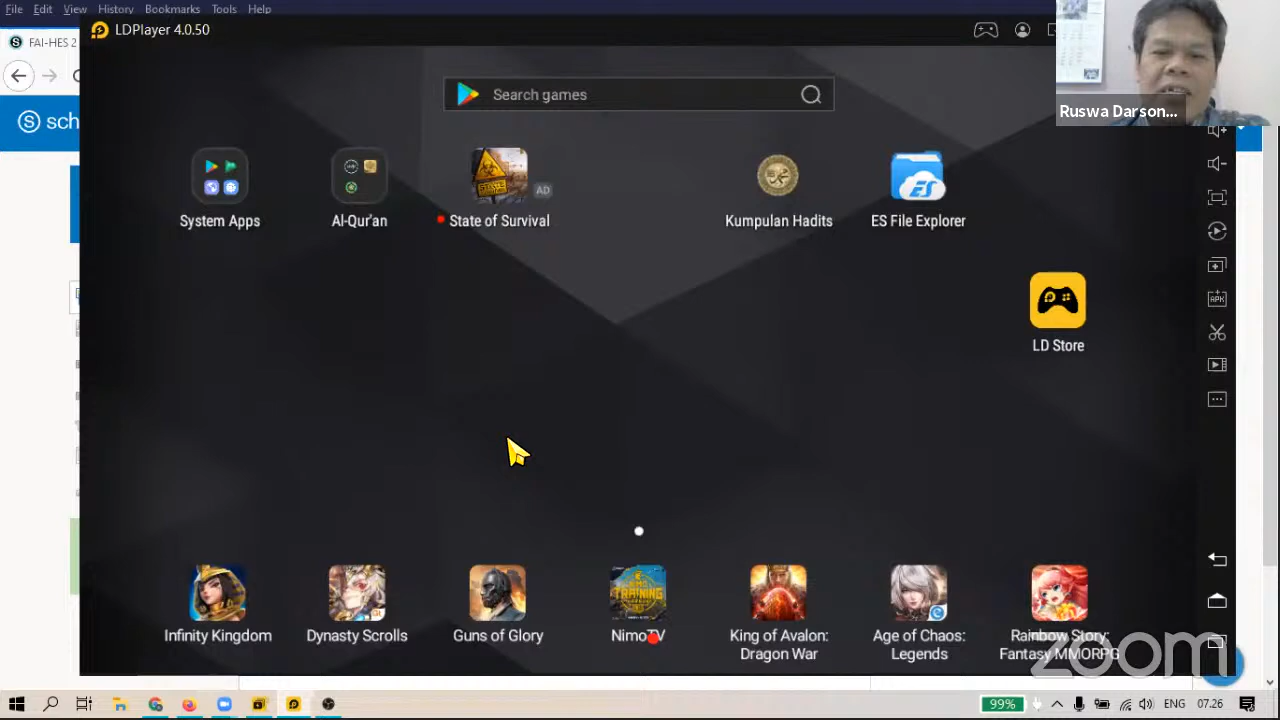 File Edit View History Bookmarks Tools Help
LDPlayer 4.0.50
FAI-HES 2
Search games
Ruswa Darson...
sch
AD
System Apps
Al-Qur'an
State of Survival
Kumpulan Hadits
ES File Explorer
APK
LD Store
Infinity Kingdom
Dynasty Scrolls
Guns of Glory
NimoTV
King of Avalon:
Dragon War
Age of Chaos:
Legends
Rainbow Story:
Fantasy MMORPG
zoom
99%
ENG
07.26